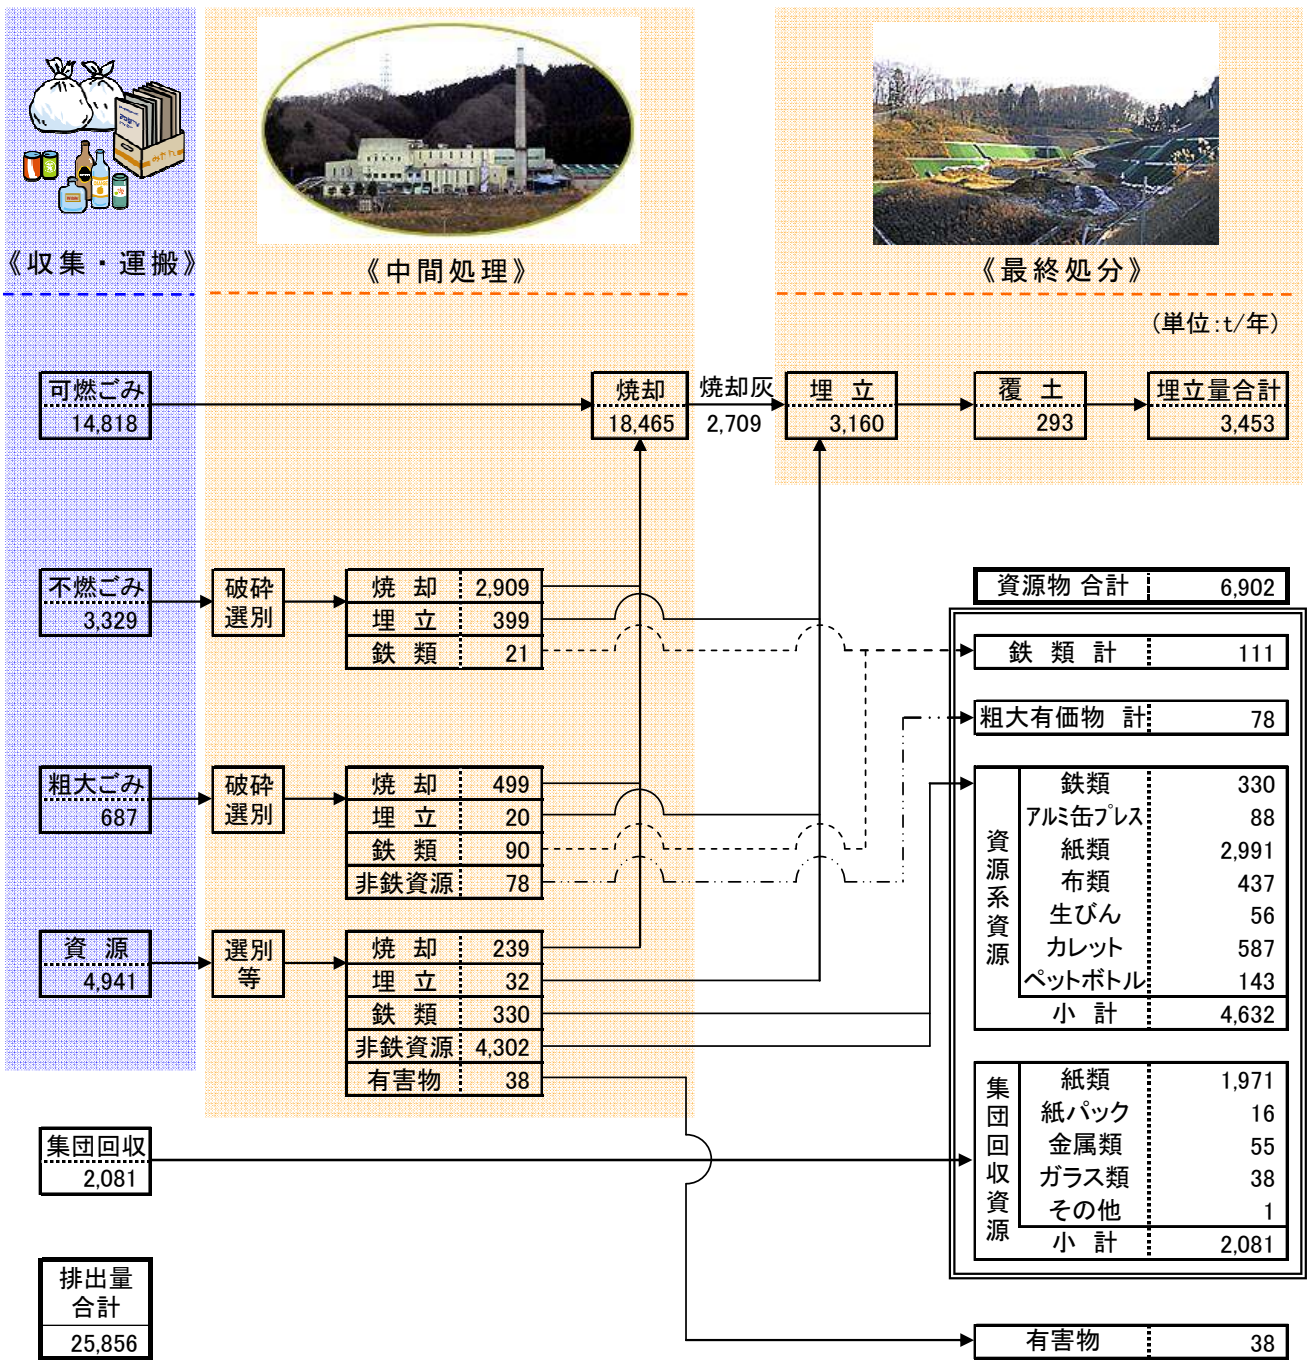 《収集・運搬》
《中間処理》
《最終処分》
（単位：t/年）
可燃ごみ
14,818
焼却
18,465
焼却灰
2,709
埋 立
3,160
覆 土
293
埋立量合計
3,453
不燃ごみ
3,329
破砕
選別
焼 却 2,909
埋 立 399
鉄 類 21
粗大ごみ
687
破砕
選別
焼 却 499
埋 立 20
鉄 類 90
非鉄資源 78
資 源
4,941
選別
等
焼 却 239
埋 立 32
鉄 類 330
非鉄資源 4,302
有害物 38
集団回収
2,081
排出量
合計
25,856
資源物 合計 6,902
鉄 類 計 111
粗大有価物 計 78
資源系資源
鉄類 330
アルミ缶プレス 88
紙類 2,991
布類 437
生びん 56
カレット 587
ペットボトル 143
小 計 4,632
集団回収資源
紙類 1,971
紙パック 16
金属類 55
ガラス類 38
その他 1
小 計 2,081
有害物 38